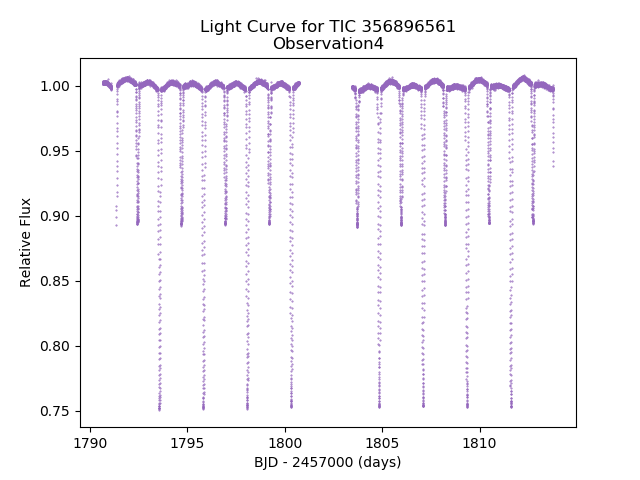 Light Curve for TIC 356896561
Observation4
1.00
0.95
0.90
0.85
0.80
0.75
Relative Flux
1790
1795
1800
1805
1810
BJD - 2457000 (days)